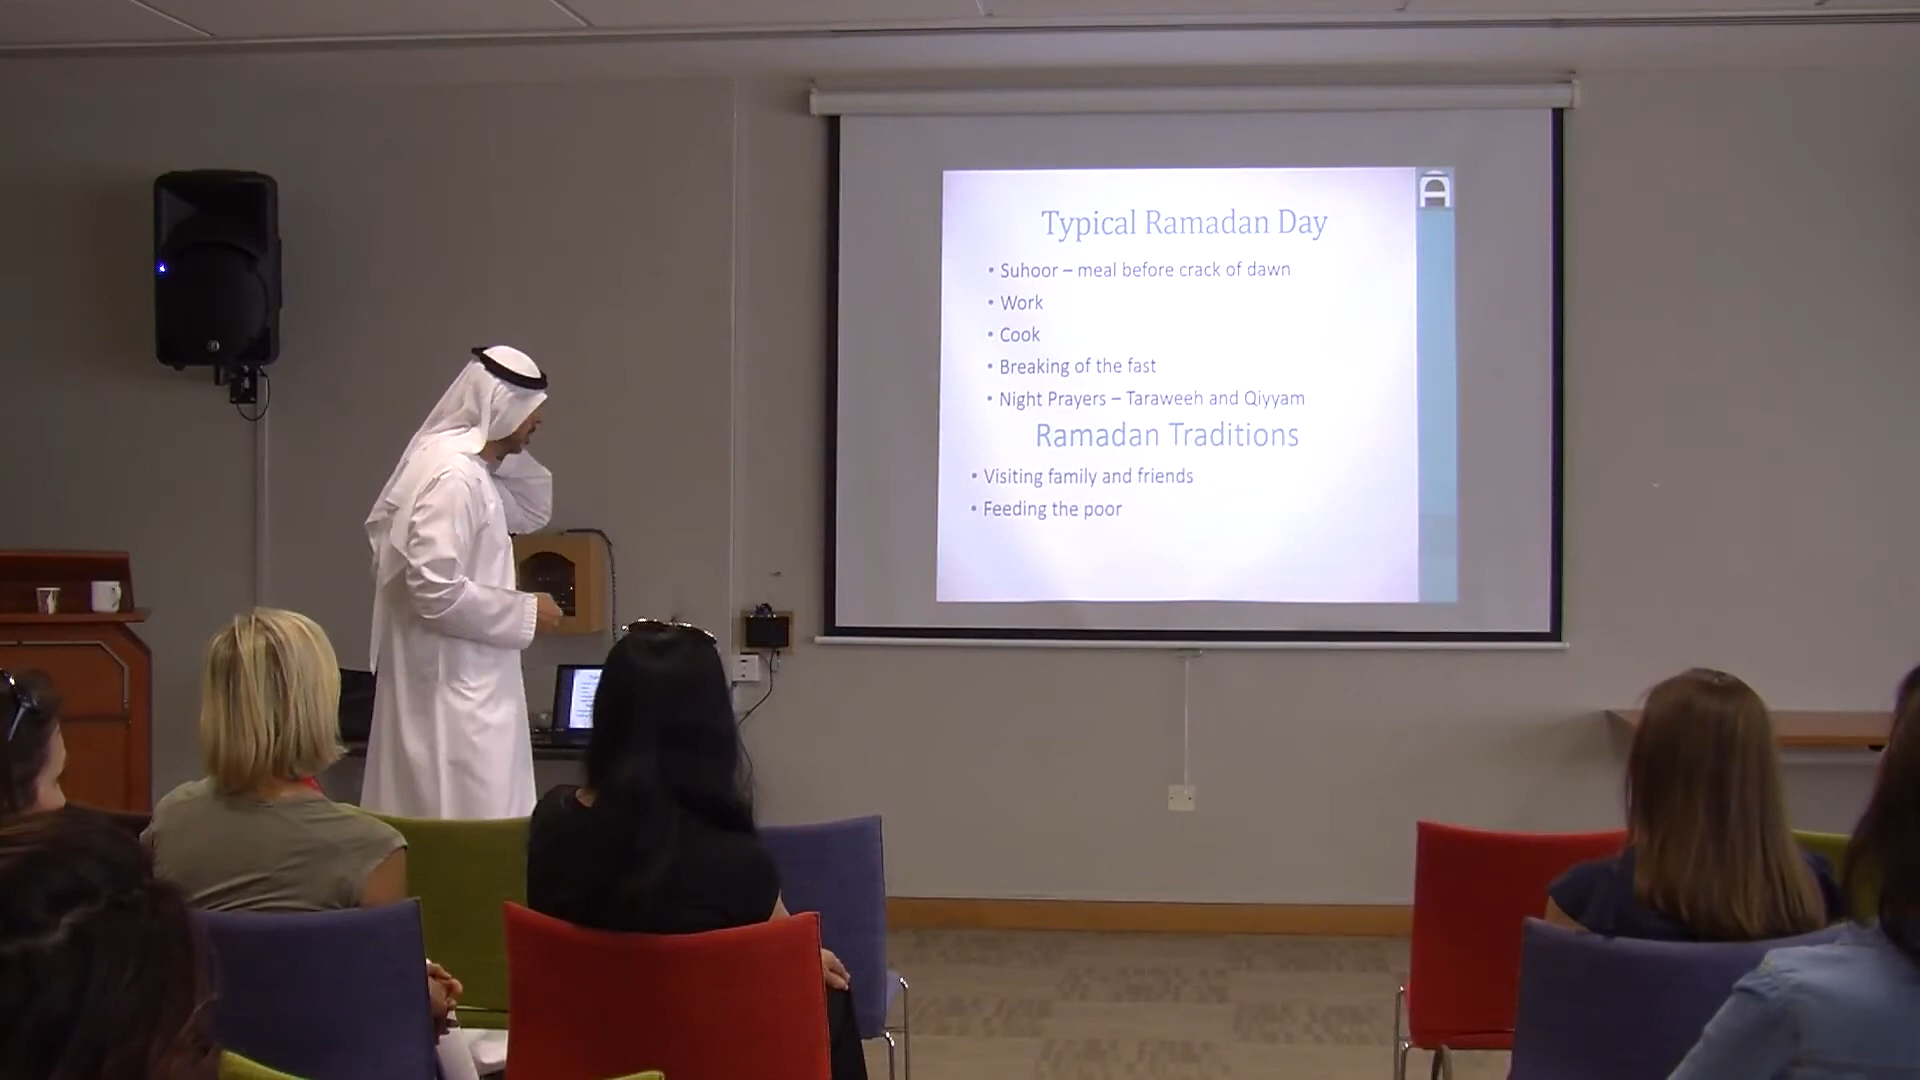 Typical Ramadan Day
• Suhoor – meal before crack of dawn
• Work
• Cook
• Breaking of the fast
• Night Prayers – Taraweeh and Qiyyam
Ramadan Traditions
• Visiting family and friends
• Feeding the poor